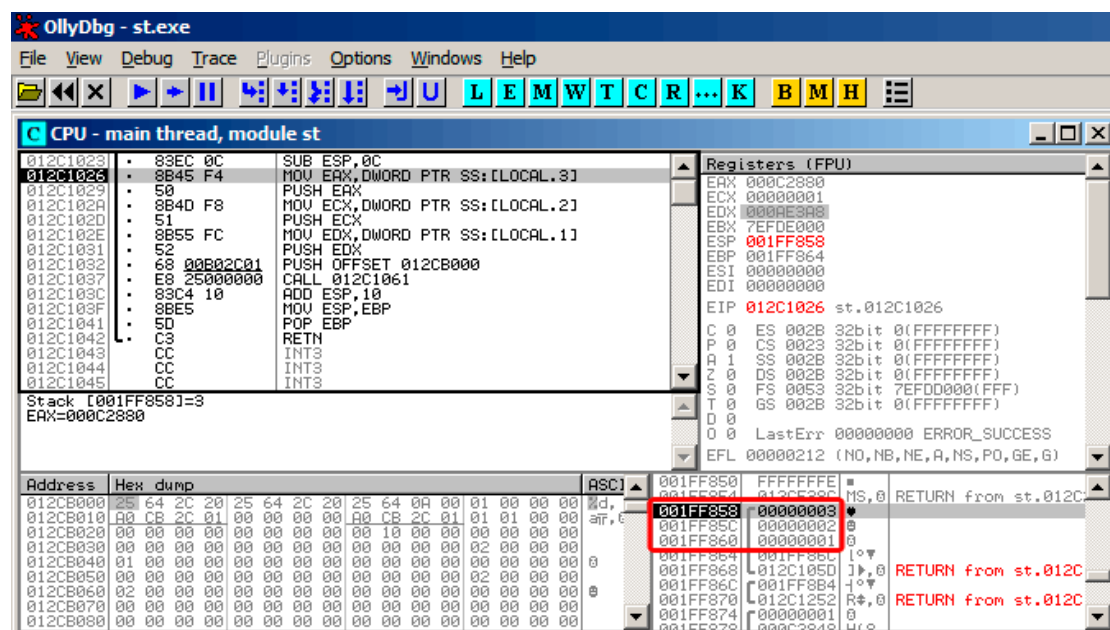 OllyDbg - st.exe
File View Debug Trace Plugins Options Windows Help
L E M W T C R ... K B M H
C CPU - main thread, module st
012C1023 · 83EC 0C SUB ESP,0C
012C1026 · 8B45 F4 MOV EAX,DWORD PTR SS:[LOCAL.3]
012C1029 · 50 PUSH EAX
012C102A · 8B4D F8 MOV ECX,DWORD PTR SS:[LOCAL.2]
012C102D · 51 PUSH ECX
012C102E · 8B55 FC MOV EDX,DWORD PTR SS:[LOCAL.1]
012C1031 · 52 PUSH EDX
012C1032 · 68 00B02C01 PUSH OFFSET 012CB000
012C1037 · E8 25000000 CALL 012C1061
012C103C · 83C4 10 ADD ESP,10
012C103F · 8BE5 MOV ESP,EBP
012C1041 · 5D POP EBP
012C1042 · C3 RETN
012C1043 CC INT3
012C1044 CC INT3
012C1045 CC INT3
Stack [001FF858]=3
EAX=000C2880
Registers (FPU)
EAX 000C2880
ECX 00000001
EDX 000AE3A8
EBX 7EFDE000
ESP 001FF858
EBP 001FF864
ESI 00000000
EDI 00000000
EIP 012C1026 st.012C1026
C 0 ES 002B 32bit 0(FFFFFFFF)
P 0 CS 0023 32bit 0(FFFFFFFF)
A 1 SS 002B 32bit 0(FFFFFFFF)
Z 0 DS 002B 32bit 0(FFFFFFFF)
S 0 FS 0053 32bit 7EFDD000(FFF)
T 0 GS 002B 32bit 0(FFFFFFFF)
D 0
O 0 LastErr 00000000 ERROR_SUCCESS
EFL 00000212 (NO,NB,NE,A,NS,PO,GE,G)
Address Hex dump ASCI
012CB000 25 64 2C 20 25 64 2C 20 25 64 0A 00 01 00 00 00 %d,
012CB010 A0 CB 2C 01 00 00 00 00 A0 CB 2C 01 01 01 00 00
012CB020 00 00 00 00 00 00 00 00 00 10 00 00 00 00 00 00
012CB030 00 00 00 00 00 00 00 00 00 00 00 00 02 00 00 00
012CB040 01 00 00 00 00 00 00 00 00 00 00 00 00 00 00 00
012CB050 00 00 00 00 00 00 00 00 00 00 00 00 02 00 00 00
012CB060 02 00 00 00 00 00 00 00 00 00 00 00 00 00 00 00
012CB070 00 00 00 00 00 00 00 00 00 00 00 00 00 00 00 00
012CB080 00 00 00 00 00 00 00 00 00 00 00 00 00 00 00 00
001FF850 FFFFFFFE
RETURN from st.012C
001FF858 00000003 ♥
001FF85C 00000002
001FF860 00000001
001FF864 001FF86C
001FF868 012C105D RETURN from st.012C
001FF86C 001FF8B4
001FF870 012C1252 RETURN from st.012C
001FF874 00000001